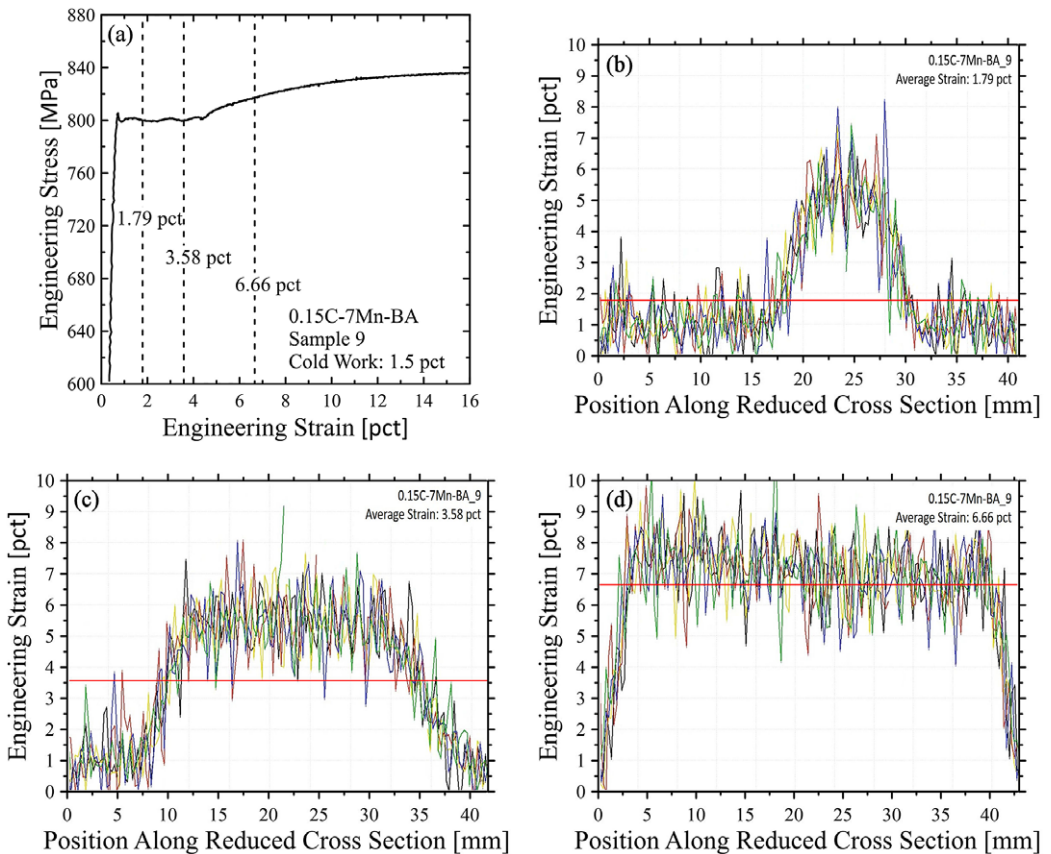 (a)
Engineering Stress [MPa]
880
840
800
760
720
680
640
600
1.79 pct
3.58 pct
6.66 pct
0.15C-7Mn-BA
Sample 9
Cold Work: 1.5 pct
0 2 4 6 8 10 12 14 16
Engineering Strain [pct]
(b)
0.15C-7Mn-BA_9
Average Strain: 1.79 pct
Engineering Strain [pct]
10
9
8
7
6
5
4
3
2
1
0
0 5 10 15 20 25 30 35 40
Position Along Reduced Cross Section [mm]
(c)
0.15C-7Mn-BA_9
Average Strain: 3.58 pct
Engineering Strain [pct]
10
9
8
7
6
5
4
3
2
1
0
0 5 10 15 20 25 30 35 40
Position Along Reduced Cross Section [mm]
(d)
0.15C-7Mn-BA_9
Average Strain: 6.66 pct
Engineering Strain [pct]
10
9
8
7
6
5
4
3
2
1
0
0 5 10 15 20 25 30 35 40
Position Along Reduced Cross Section [mm]